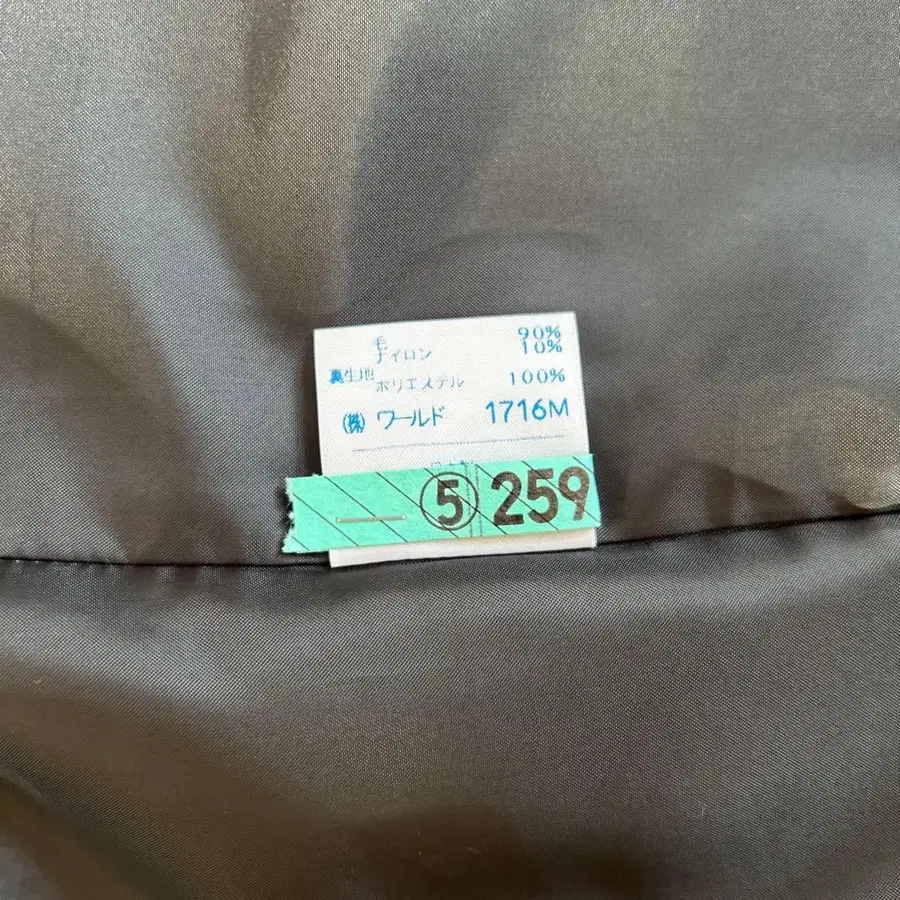 毛 90%
ナイロン 10%
裏生地
ポリエステル 100%
(株) ワールド 1716M
⑤ 259